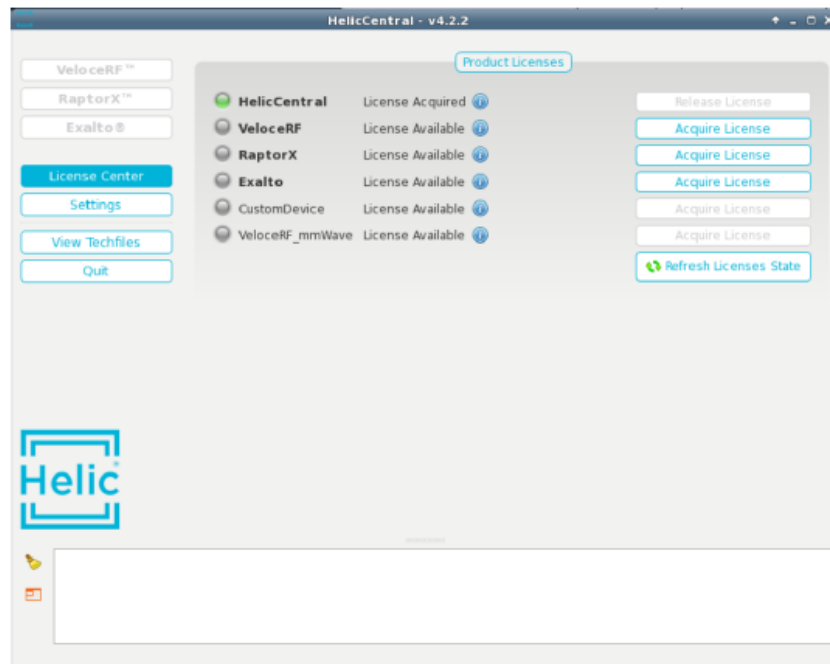 HelicCentral - v4.2.2
VeloceRF™
RaptorX™
Exalto®
License Center
Settings
View Techfiles
Quit
Product Licenses
HelicCentral License Acquired Release License
VeloceRF License Available Acquire License
RaptorX License Available Acquire License
Exalto License Available Acquire License
CustomDevice License Available Acquire License
VeloceRF_mmWave License Available Acquire License
Refresh Licenses State
Helic®